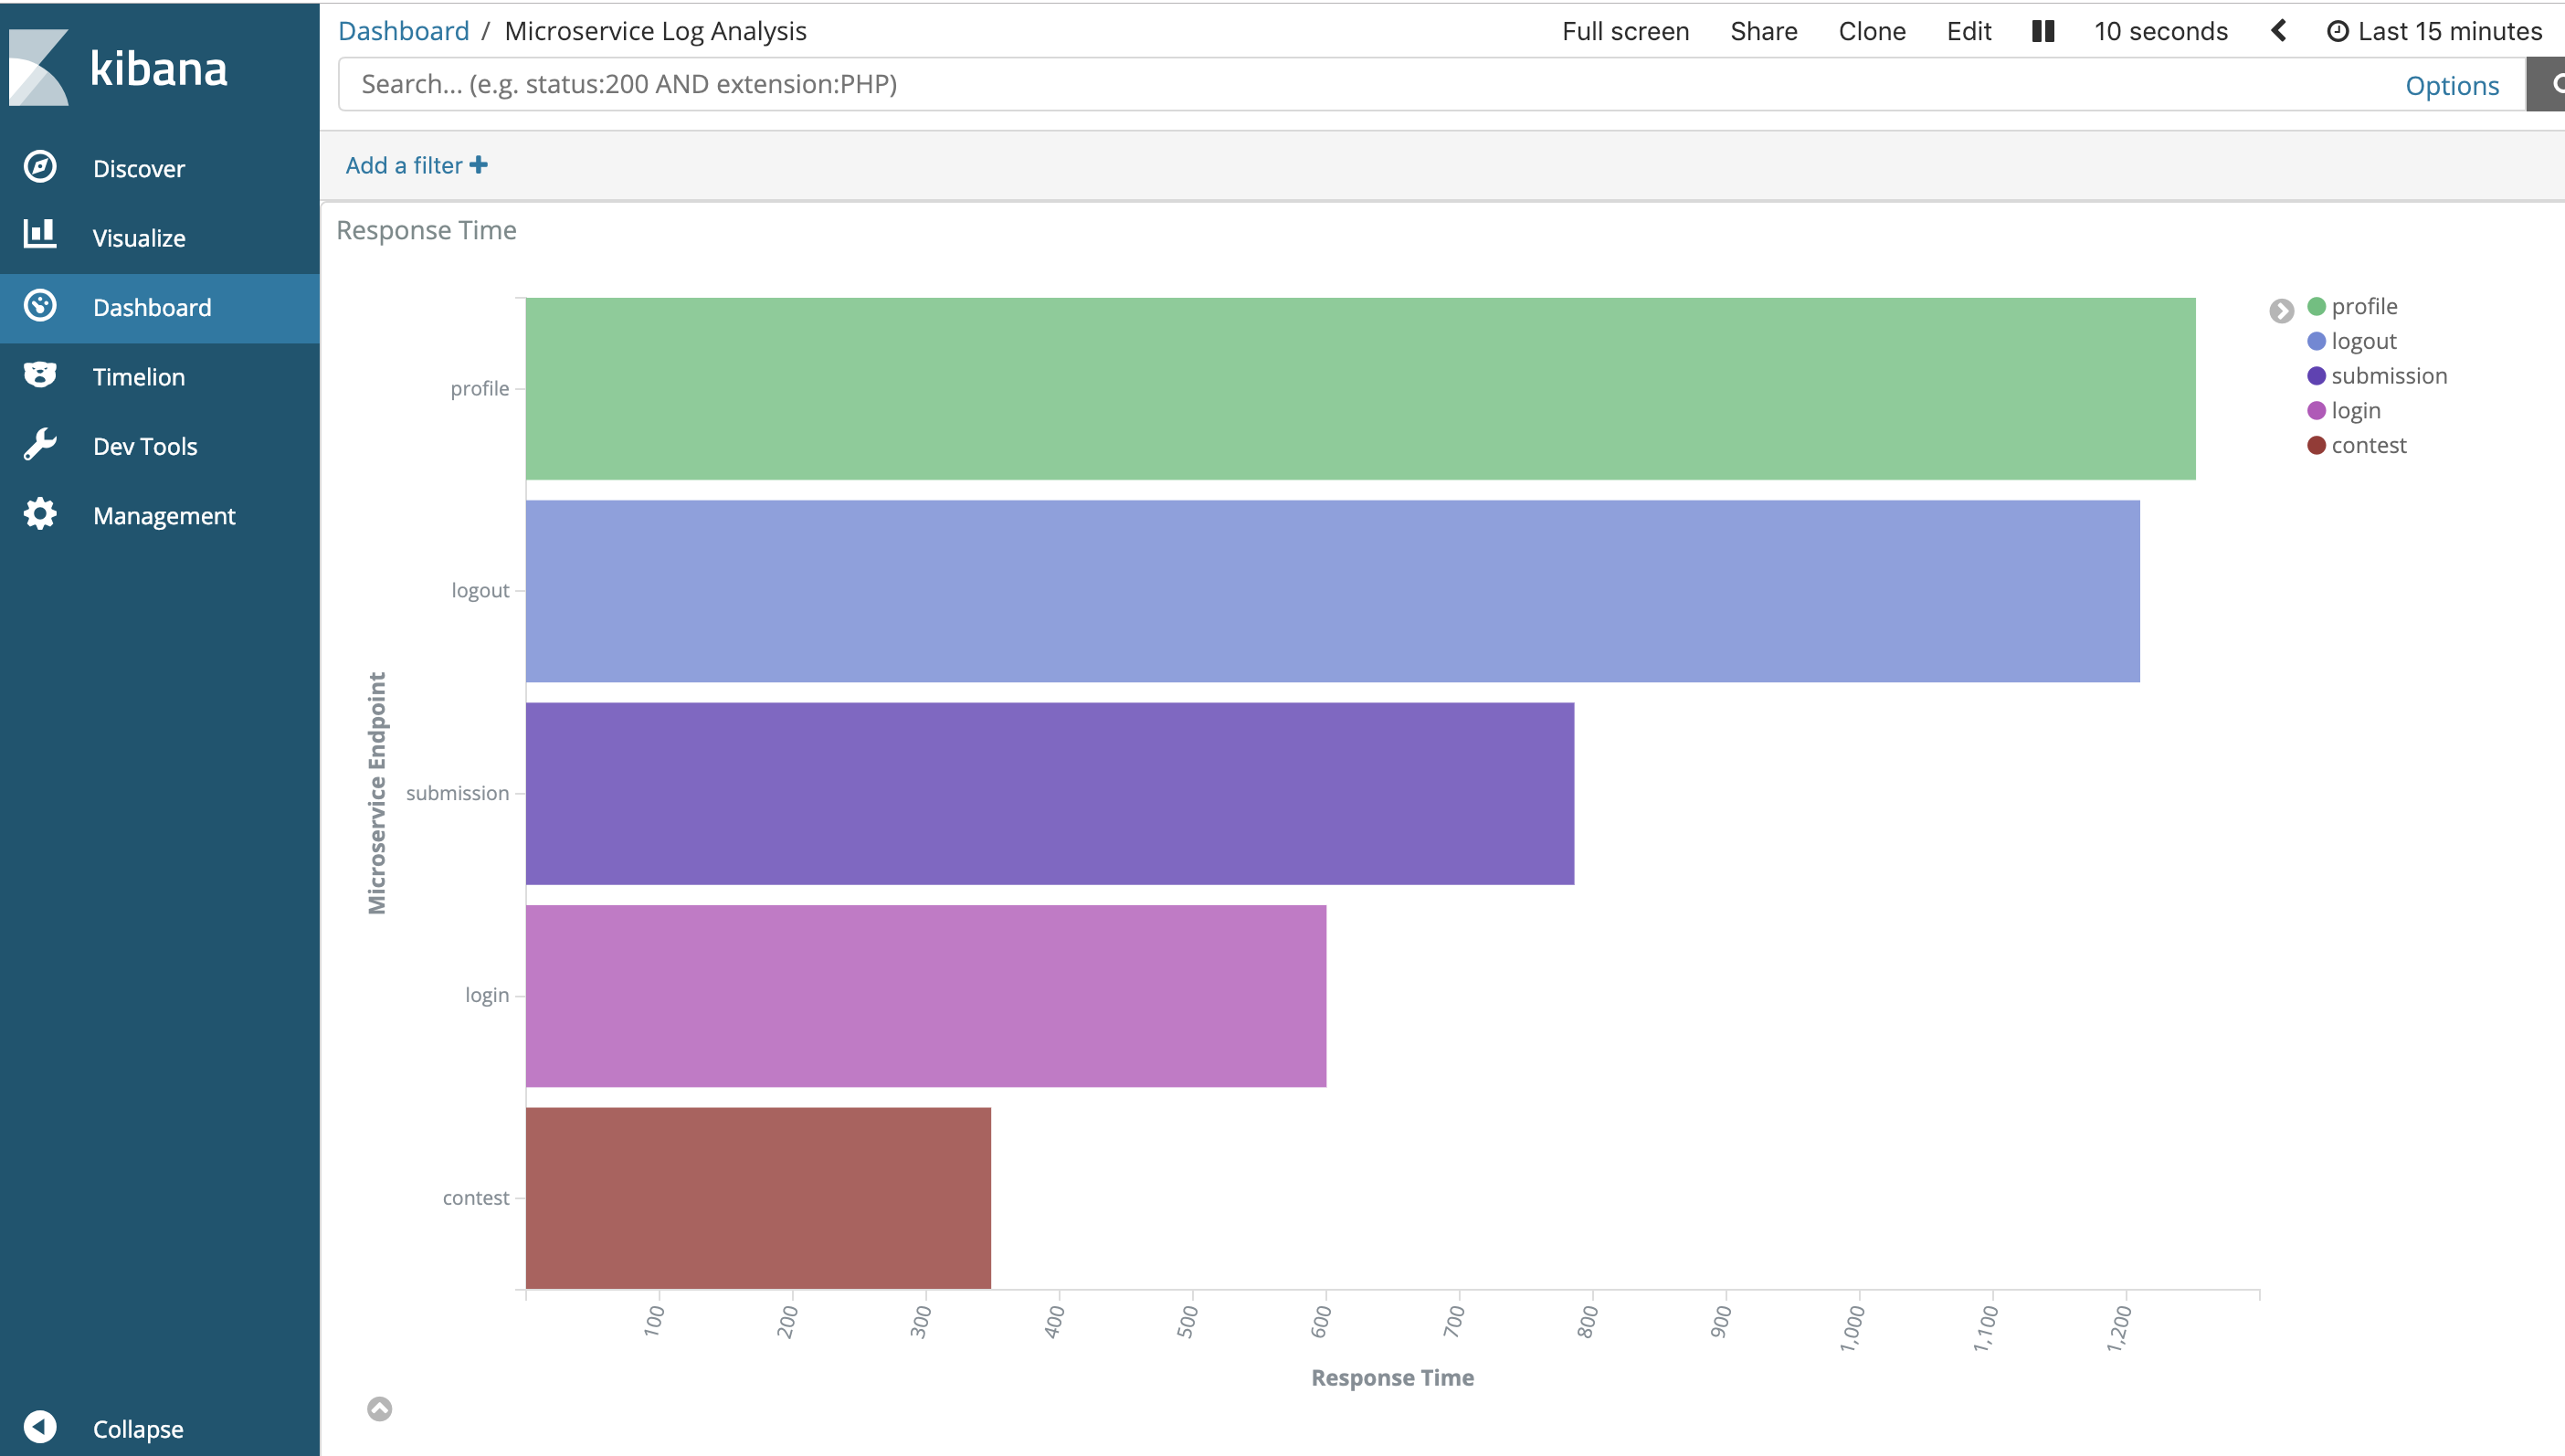 kibana
Discover
Visualize
Dashboard
Timelion
Dev Tools
Management
Collapse
Dashboard / Microservice Log Analysis
Full screen Share Clone Edit 10 seconds Last 15 minutes
Search... (e.g. status:200 AND extension:PHP)
Options
Add a filter
Response Time
profile
logout
submission
login
contest
Microservice Endpoint
profile
logout
submission
login
contest
100 200 300 400 500 600 700 800 900 1,000 1,100 1,200
Response Time